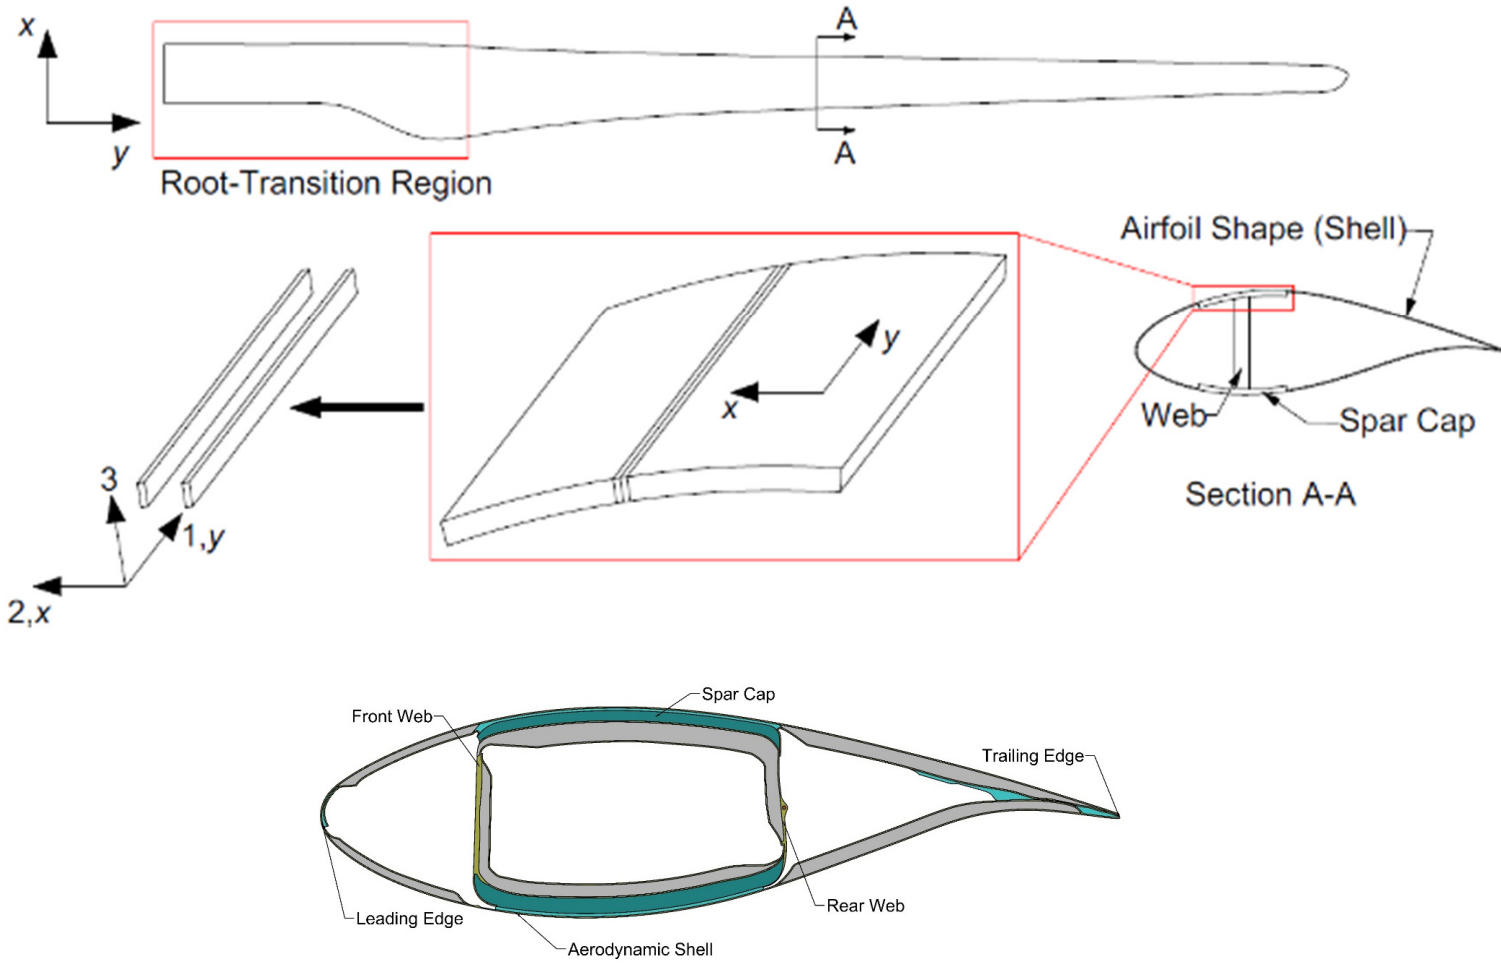 x
y
A
A
Root-Transition Region
Airfoil Shape (Shell)
Web
Spar Cap
Section A-A
y
x
3
1,y
2,x
Spar Cap
Front Web
Trailing Edge
Rear Web
Leading Edge
Aerodynamic Shell